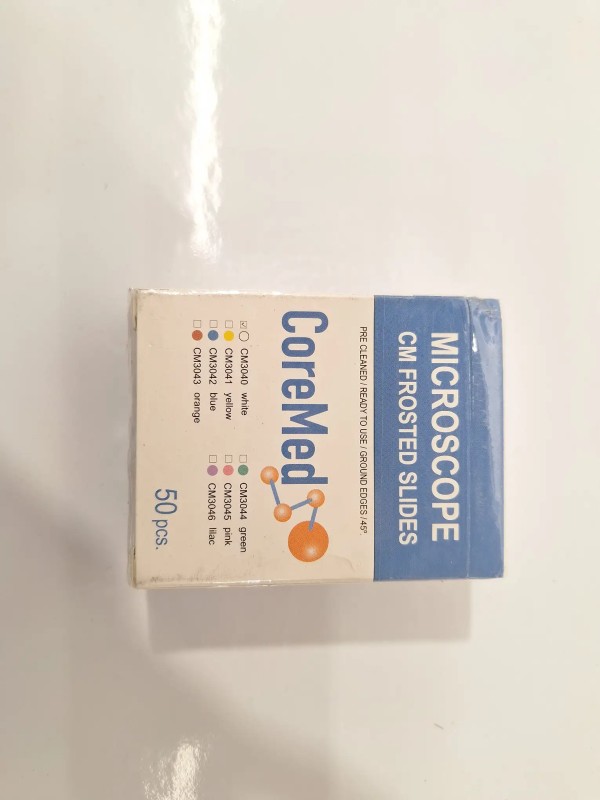 MICROSCOPE
CM FROSTED SLIDES
PRE CLEANED / READY TO USE / GROUND EDGES / 45°.
CoreMed
CM3040 white
CM3041 yellow
CM3042 blue
CM3043 orange
CM3044 green
CM3045 pink
CM3046 lilac
50 pcs.